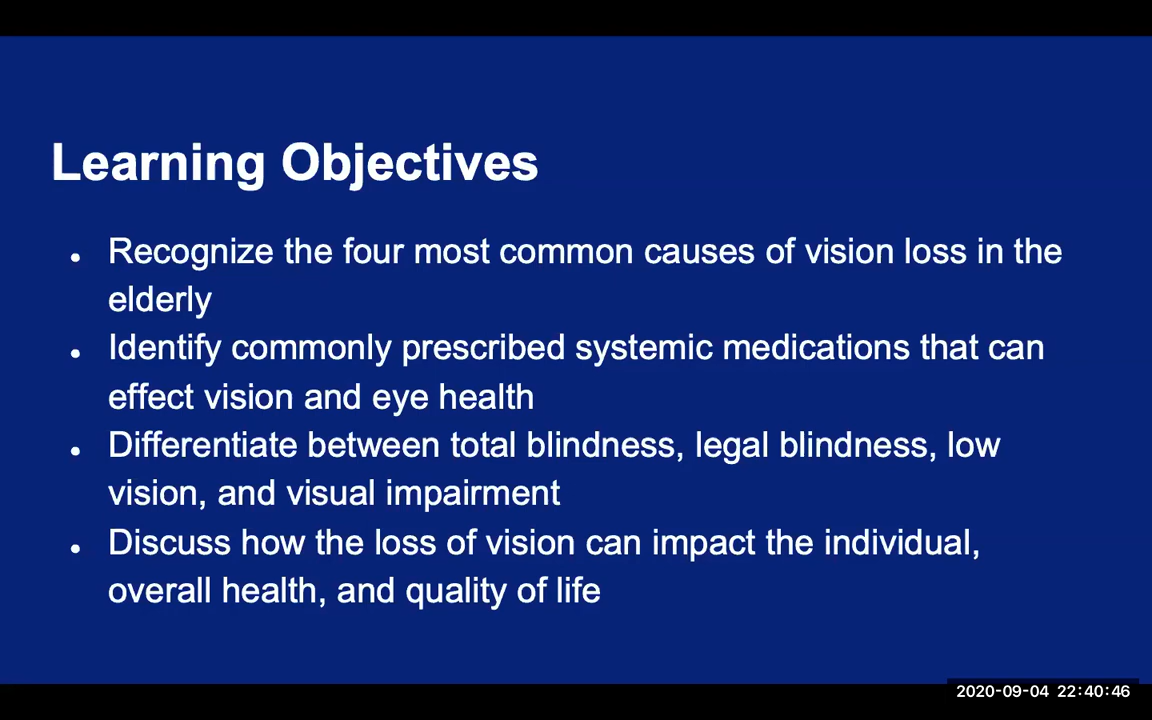 Learning Objectives
• Recognize the four most common causes of vision loss in the
elderly
• Identify commonly prescribed systemic medications that can
effect vision and eye health
• Differentiate between total blindness, legal blindness, low
vision, and visual impairment
• Discuss how the loss of vision can impact the individual,
overall health, and quality of life
2020-09-04 22:40:46